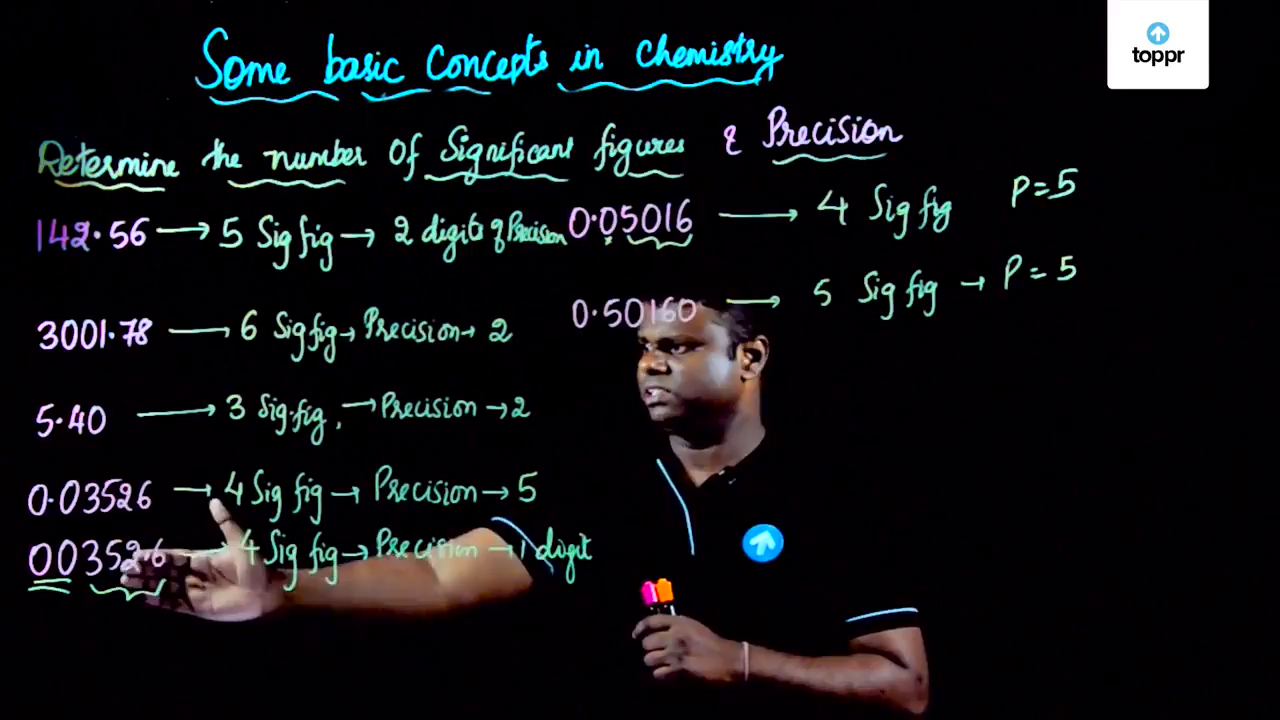 Some basic concepts in chemistry
toppr
Determine the number of Significant figures & Precision
142.56 → 5 Sig fig → 2 digits of Precision
3001.78 → 6 Sig fig → Precision → 2
5.40 → 3 Sig.fig, → Precision → 2
0.03526 → 4 Sig fig → Precision → 5
00352.6 → 4 Sig fig → Precision → 1 digit
0.05016 → 4 Sig fig P = 5
0.50160 → 5 Sig fig → P = 5